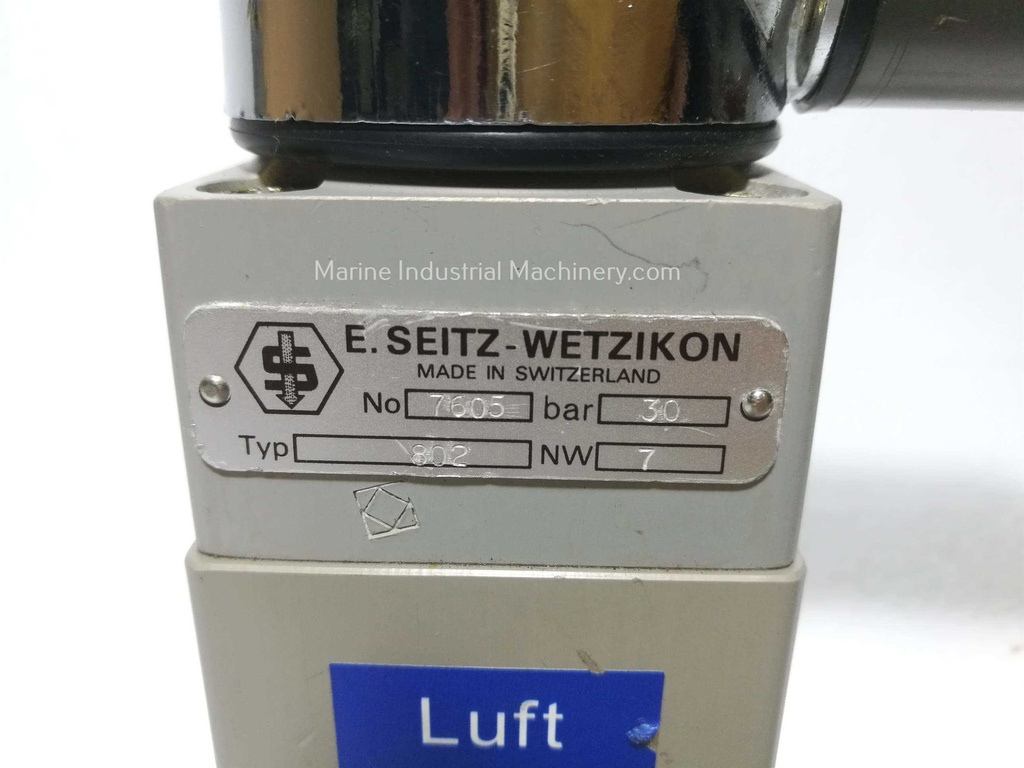 Marine Industrial Machinery.com
E. SEITZ-WETZIKON
MADE IN SWITZERLAND
No 7605 bar 30
Typ 802 NW 7
Luft